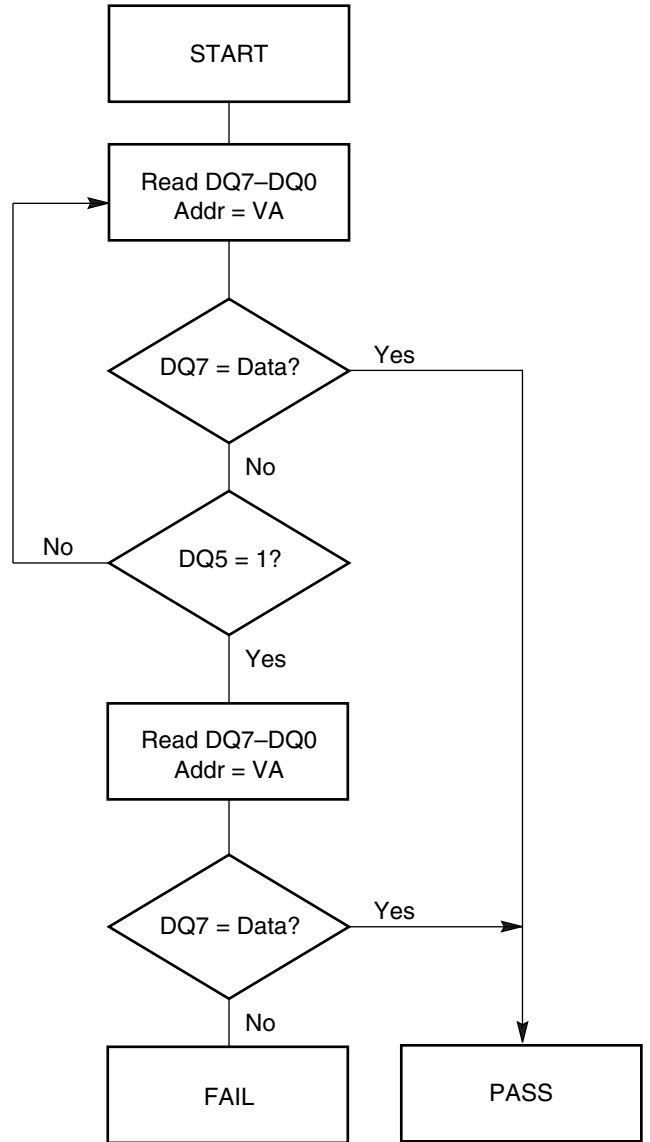 START
Read DQ7–DQ0
Addr = VA
DQ7 = Data?
Yes
No
DQ5 = 1?
No
Yes
Read DQ7–DQ0
Addr = VA
DQ7 = Data?
Yes
No
FAIL
PASS